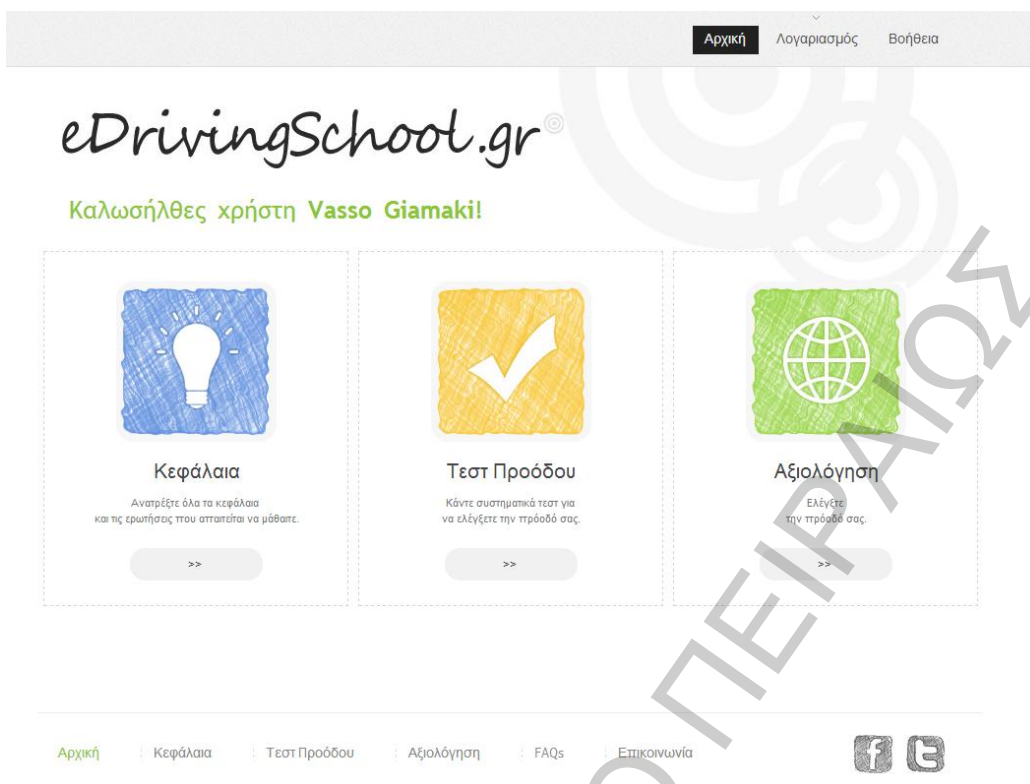 Αρχική Λογαριασμός Βοήθεια
eDrivingSchool.gr
Καλωσήλθες χρήστη Vasso Giamaki!
Κεφάλαια
Ανατρέξτε όλα τα κεφάλαια
και τις ερωτήσεις που απαιτείται να μάθαιτε.
>>
Τεστ Προόδου
Κάντε συστηματικά τεστ για
να ελέγξετε την πρόοδό σας.
>>
Αξιολόγηση
Ελέγξτε
την πρόοδό σας.
>>
Αρχική Κεφάλαια Τεστ Προόδου Αξιολόγηση FAQs Επικοινωνία
ΠΕΙΡΑΙΩΣ